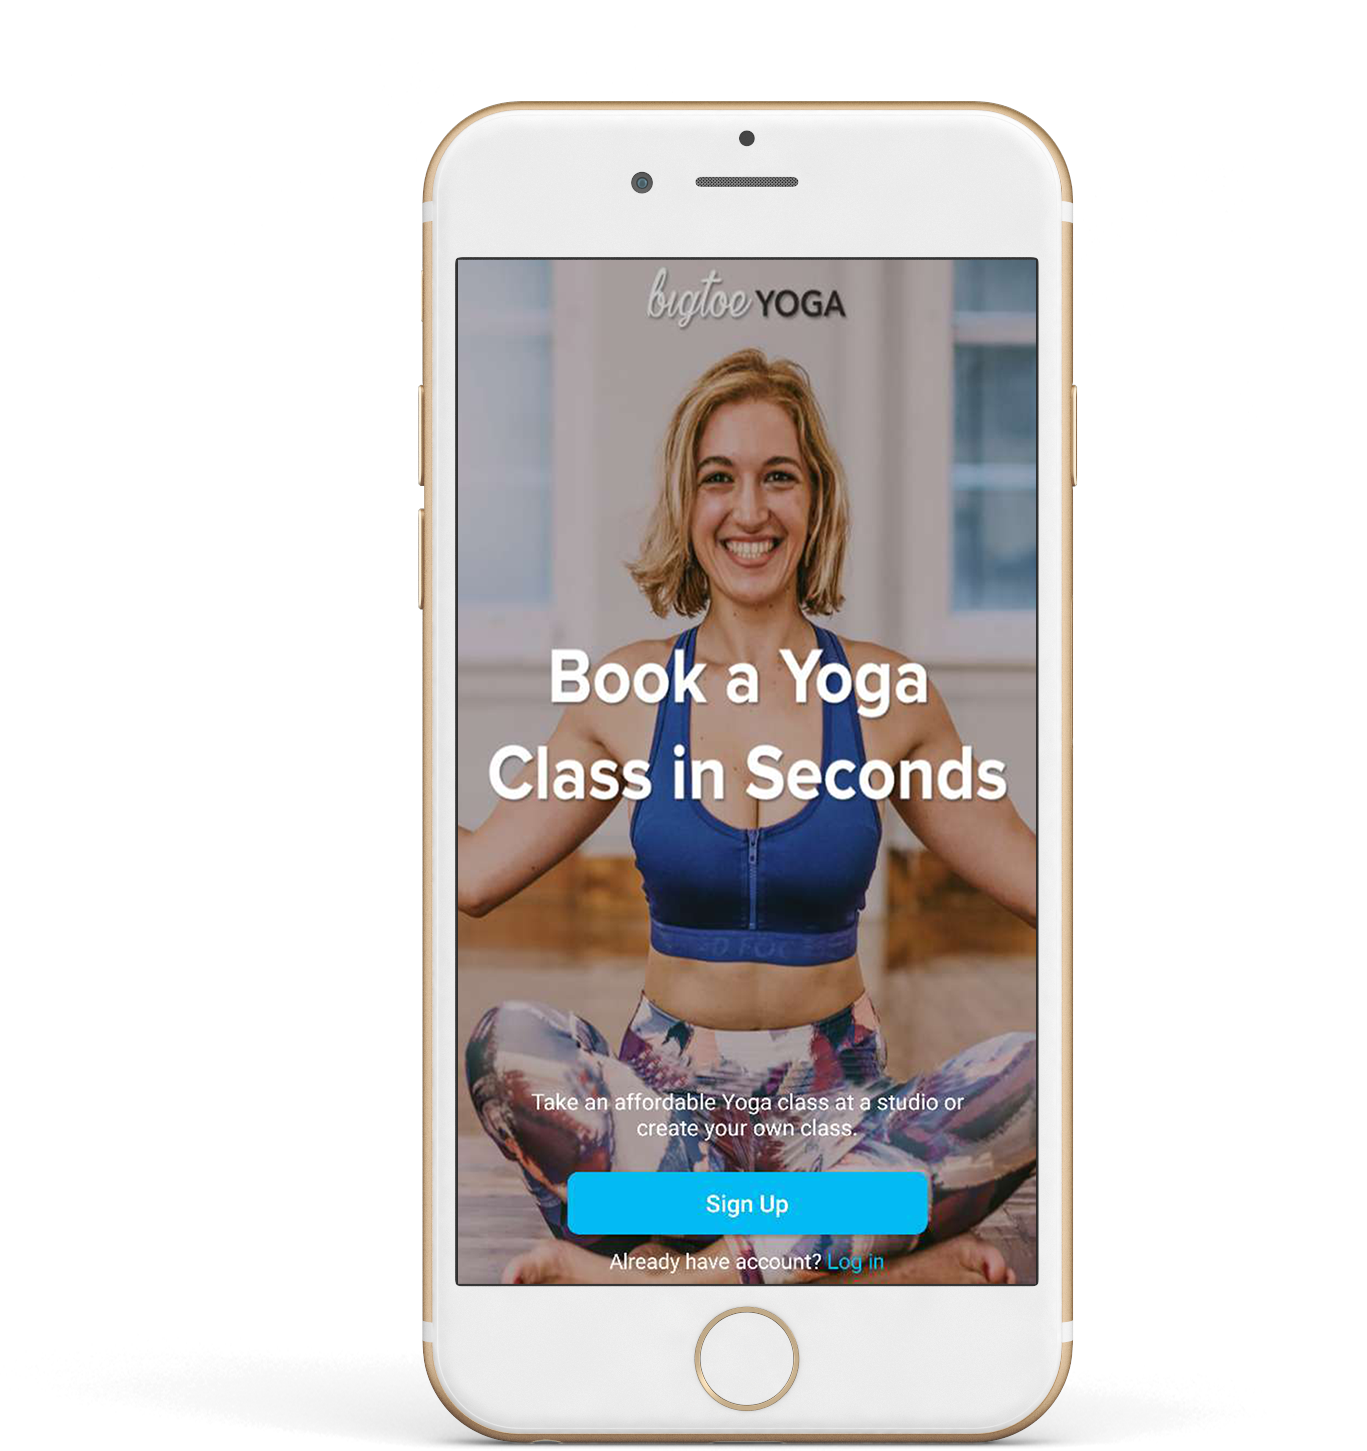 bigtoe YOGA
Book a Yoga
Class in Seconds
Take an affordable Yoga class at a studio or
create your own class.
Sign Up
Already have account? Log in